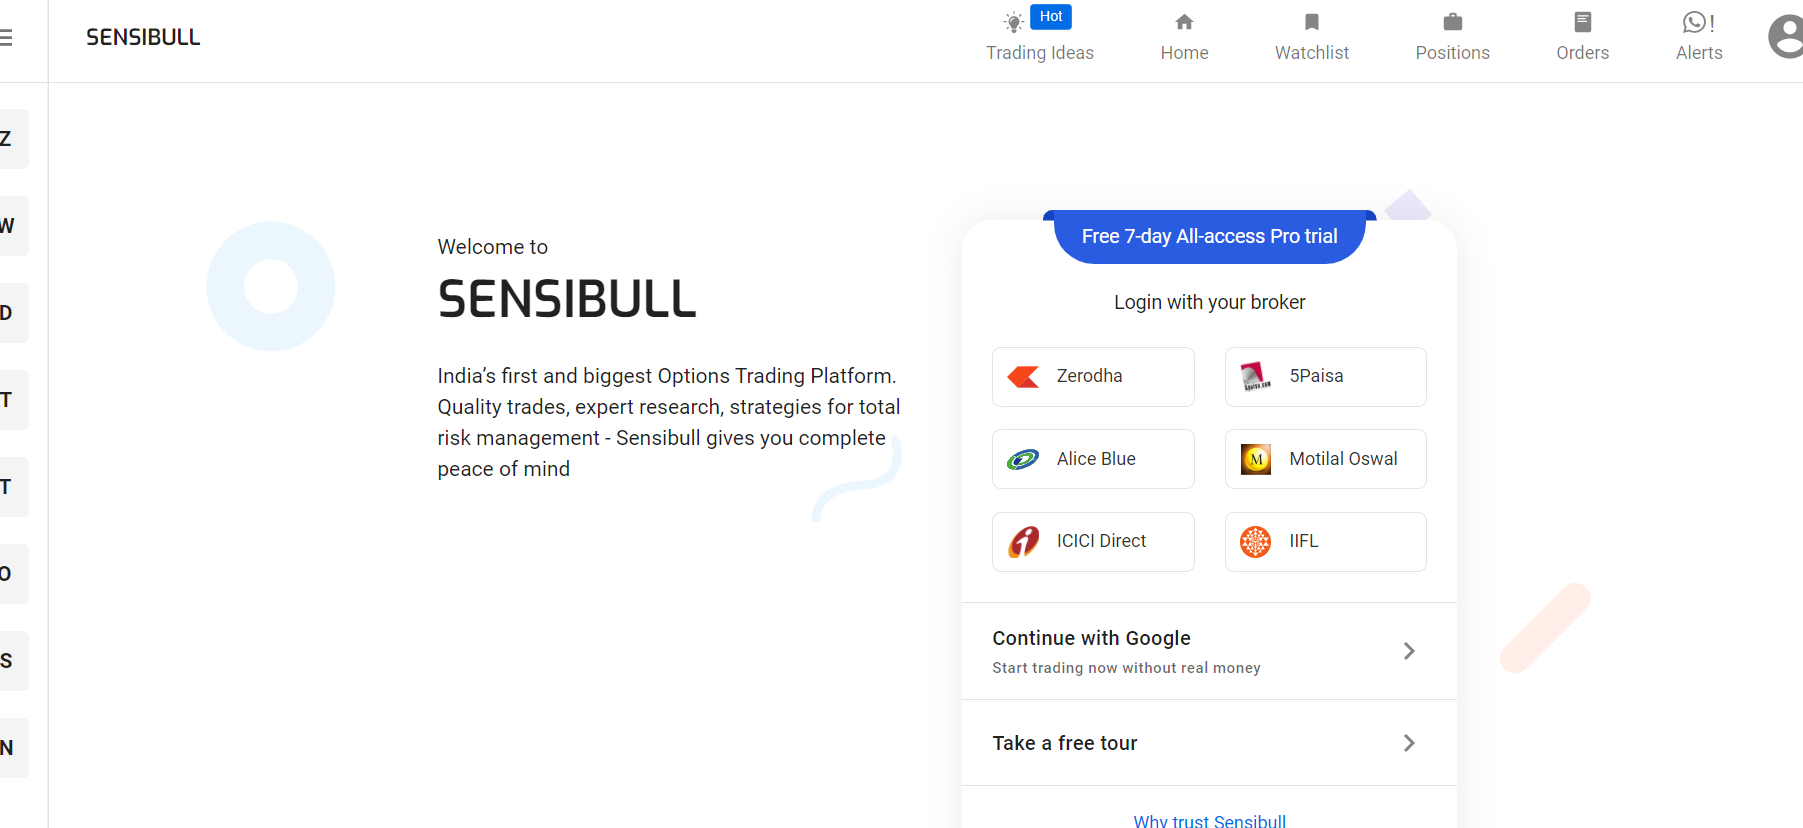 SENSIBULL
Hot
Trading Ideas
Home
Watchlist
Positions
!
Orders
Alerts
Z
W
D
T
T
O
S
N
Welcome to
SENSIBULL
India’s first and biggest Options Trading Platform.
Quality trades, expert research, strategies for total
risk management - Sensibull gives you complete
peace of mind
Free 7-day All-access Pro trial
Login with your broker
Zerodha
5Paisa
Alice Blue
M
Motilal Oswal
i
ICICI Direct
IIFL
Continue with Google
Start trading now without real money
Take a free tour
Why trust Sensibull